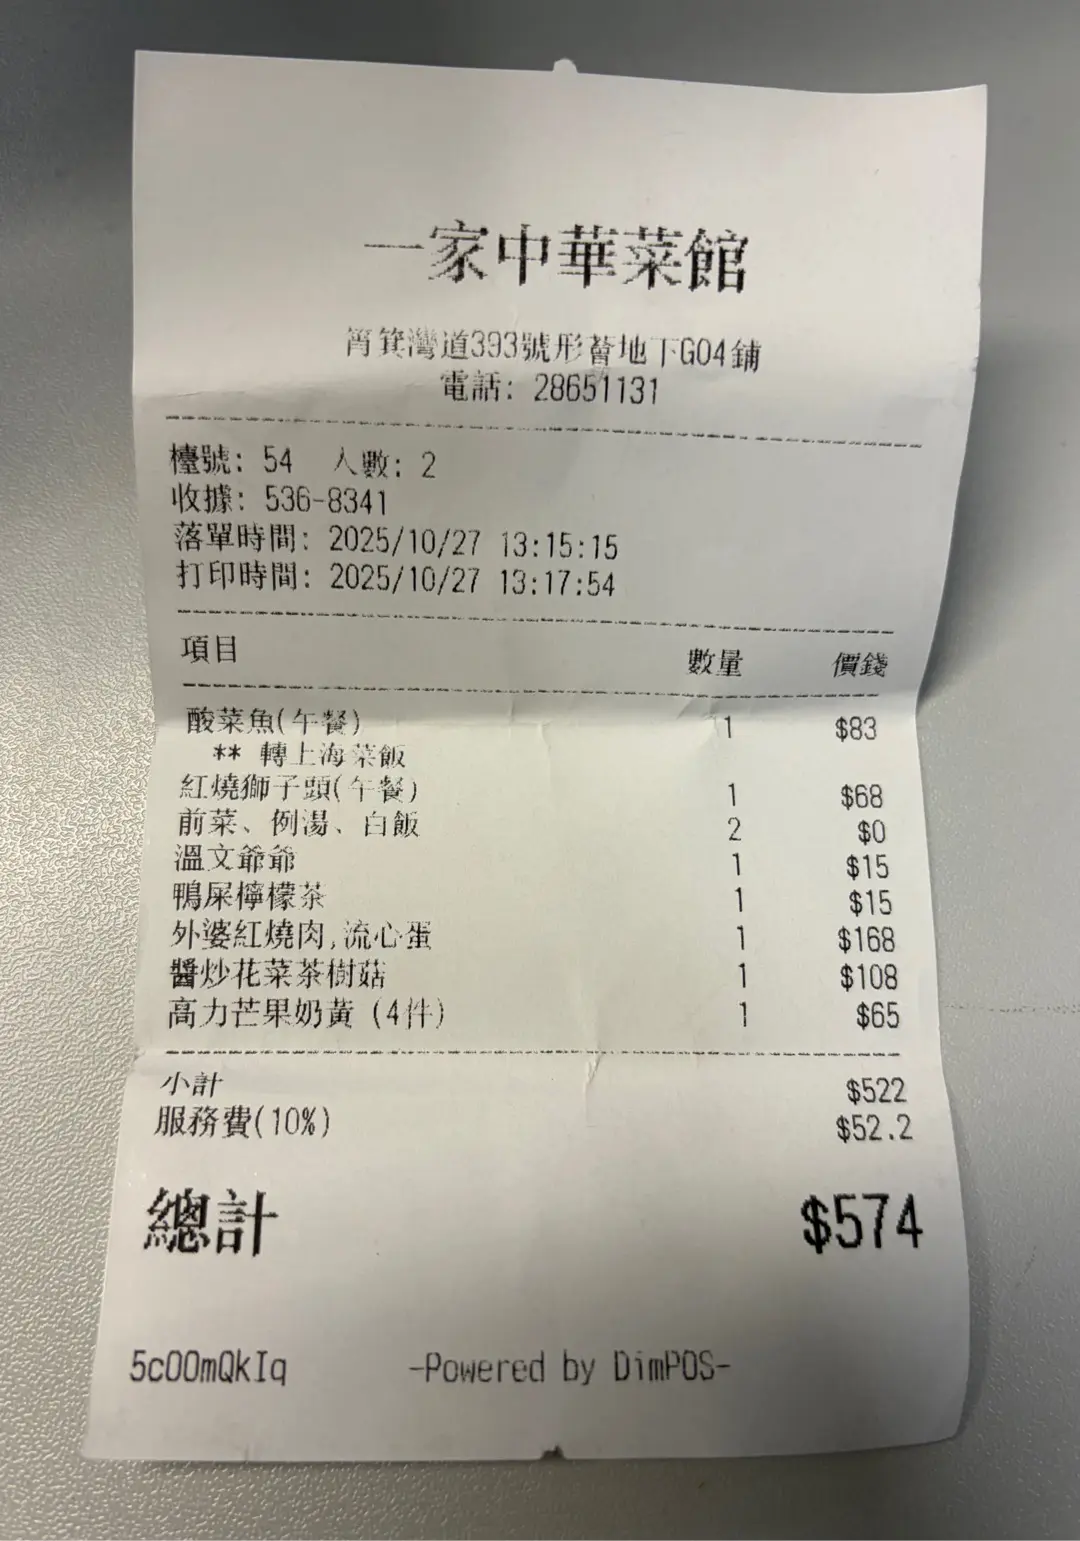 一家中華菜館
筲箕灣道393號形薈地下G04鋪
電話: 28651131
檯號: 54 人數: 2
收據: 536-8341
落單時間: 2025/10/27 13:15:15
打印時間: 2025/10/27 13:17:54
項目 數量 價錢
酸菜魚(午餐) 1 $83
** 轉上海菜飯
紅燒獅子頭(午餐) 1 $68
前菜、例湯、白飯 2 $0
溫文爺爺 1 $15
鴨屎檸檬茶 1 $15
外婆紅燒肉,流心蛋 1 $168
醬炒花菜茶樹菇 1 $108
高力芒果奶黃 (4件) 1 $65
小計 $522
服務費(10%) $52.2
總計 $574
5cO0mQkIq -Powered by DimPOS-